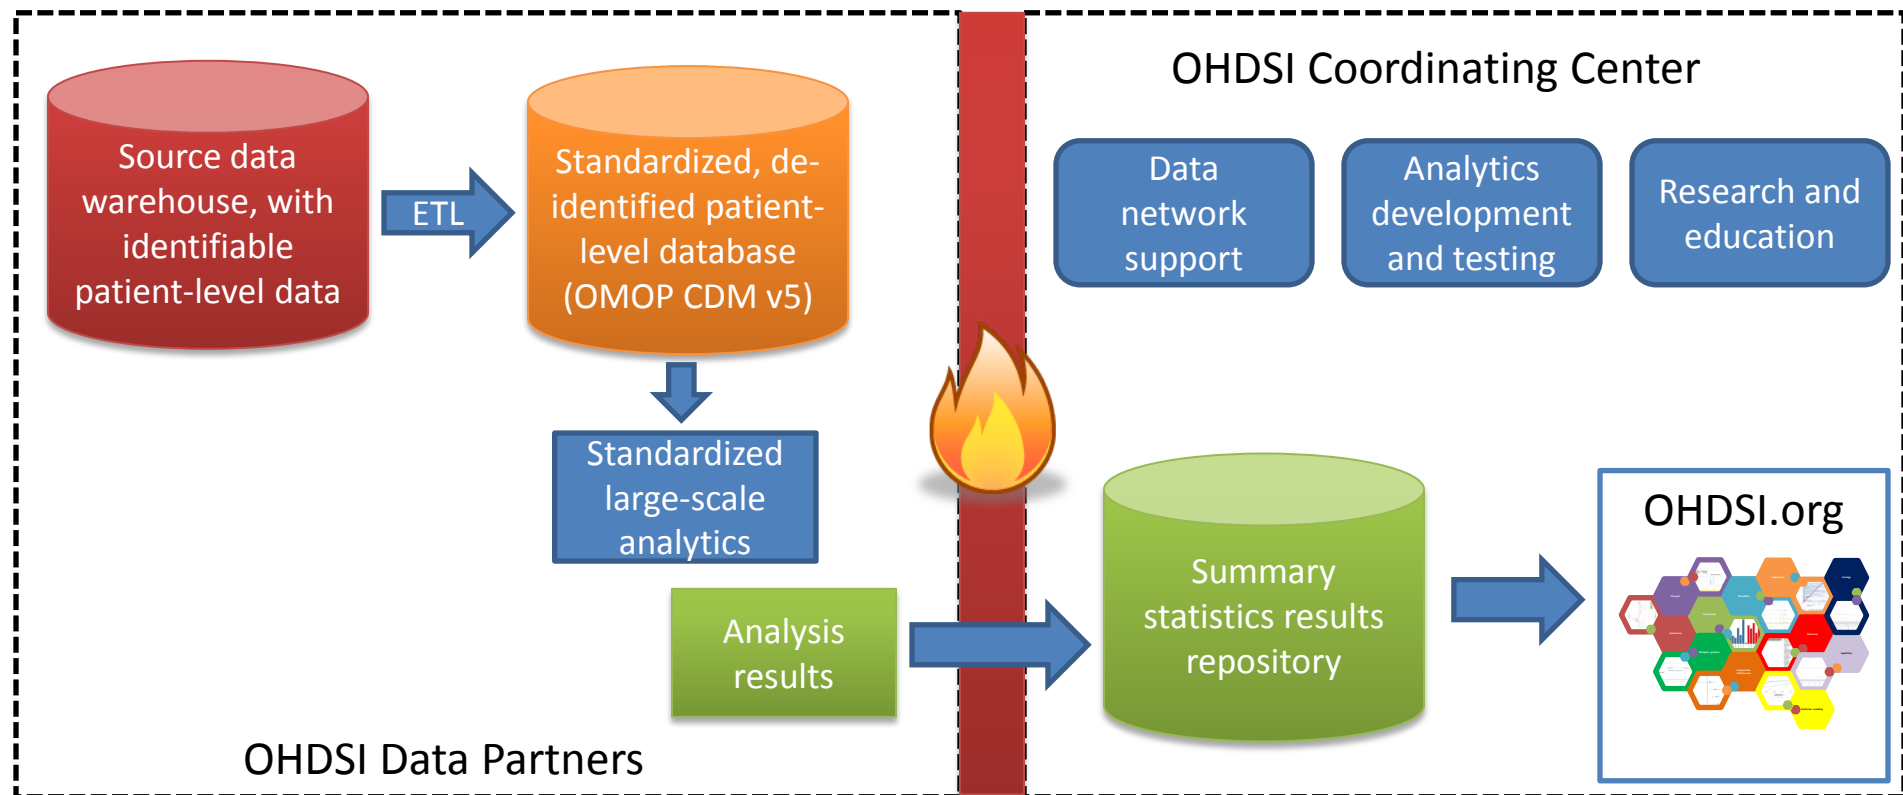 Source data
warehouse, with
identifiable
patient-level data
ETL
Standardized, de-
identified patient-
level database
(OMOP CDM v5)
Standardized
large-scale
analytics
Analysis
results
OHDSI Data Partners
OHDSI Coordinating Center
Data
network
support
Analytics
development
and testing
Research and
education
Summary
statistics results
repository
OHDSI.org